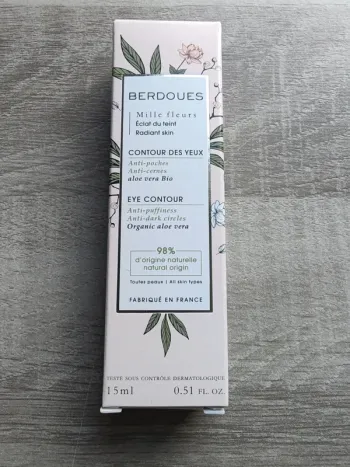 BERDOUES
Mille fleurs
Éclat du teint
Radiant skin
CONTOUR DES YEUX
Anti-poches
Anti-cernes
aloe vera Bio
EYE CONTOUR
Anti-puffiness
Anti-dark circles
Organic aloe vera
98%
d'origine naturelle
natural origin
Toutes peaux | All skin types
FABRIQUÉ EN FRANCE
TESTÉ SOUS CONTRÔLE DERMATOLOGIQUE
15ml 0.51 FL. OZ.